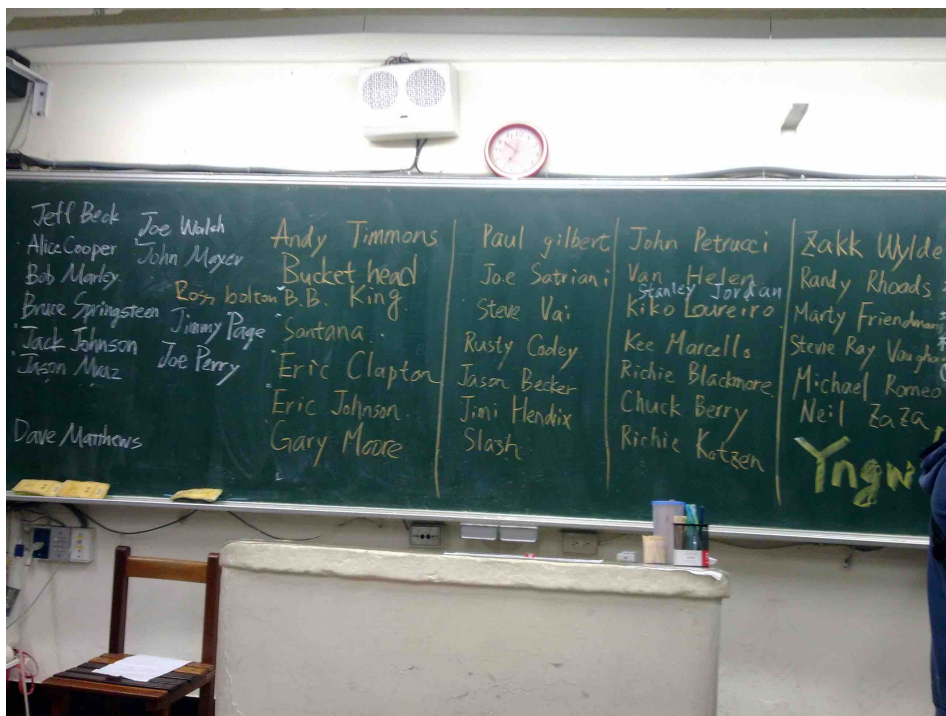 Jeff Beck
Joe Walsh
Alice Cooper
John Mayer
Bob Marley
Ross bolton
Bruce Springsteen
Jimmy Page
Jack Johnson
Joe Perry
Jason Mraz
Dave Matthews
Andy Timmons
Bucket head
B.B. King
Santana
Eric Clapton
Eric Johnson
Gary Moore
Paul gilbert
Joe Satriani
Steve Vai
Rusty Cooley
Jason Becker
Jimi Hendix
Slash
John Petrucci
Van Helen
Stanley Jordan
Kiko Loureiro
Kee Marcello
Richie Blackmore
Chuck Berry
Richie Kotzen
Zakk Wylde
Randy Rhoads
Marty Friendman
Stevie Ray Vaughan
Michael Romeo
Neil Zaza
Yngw